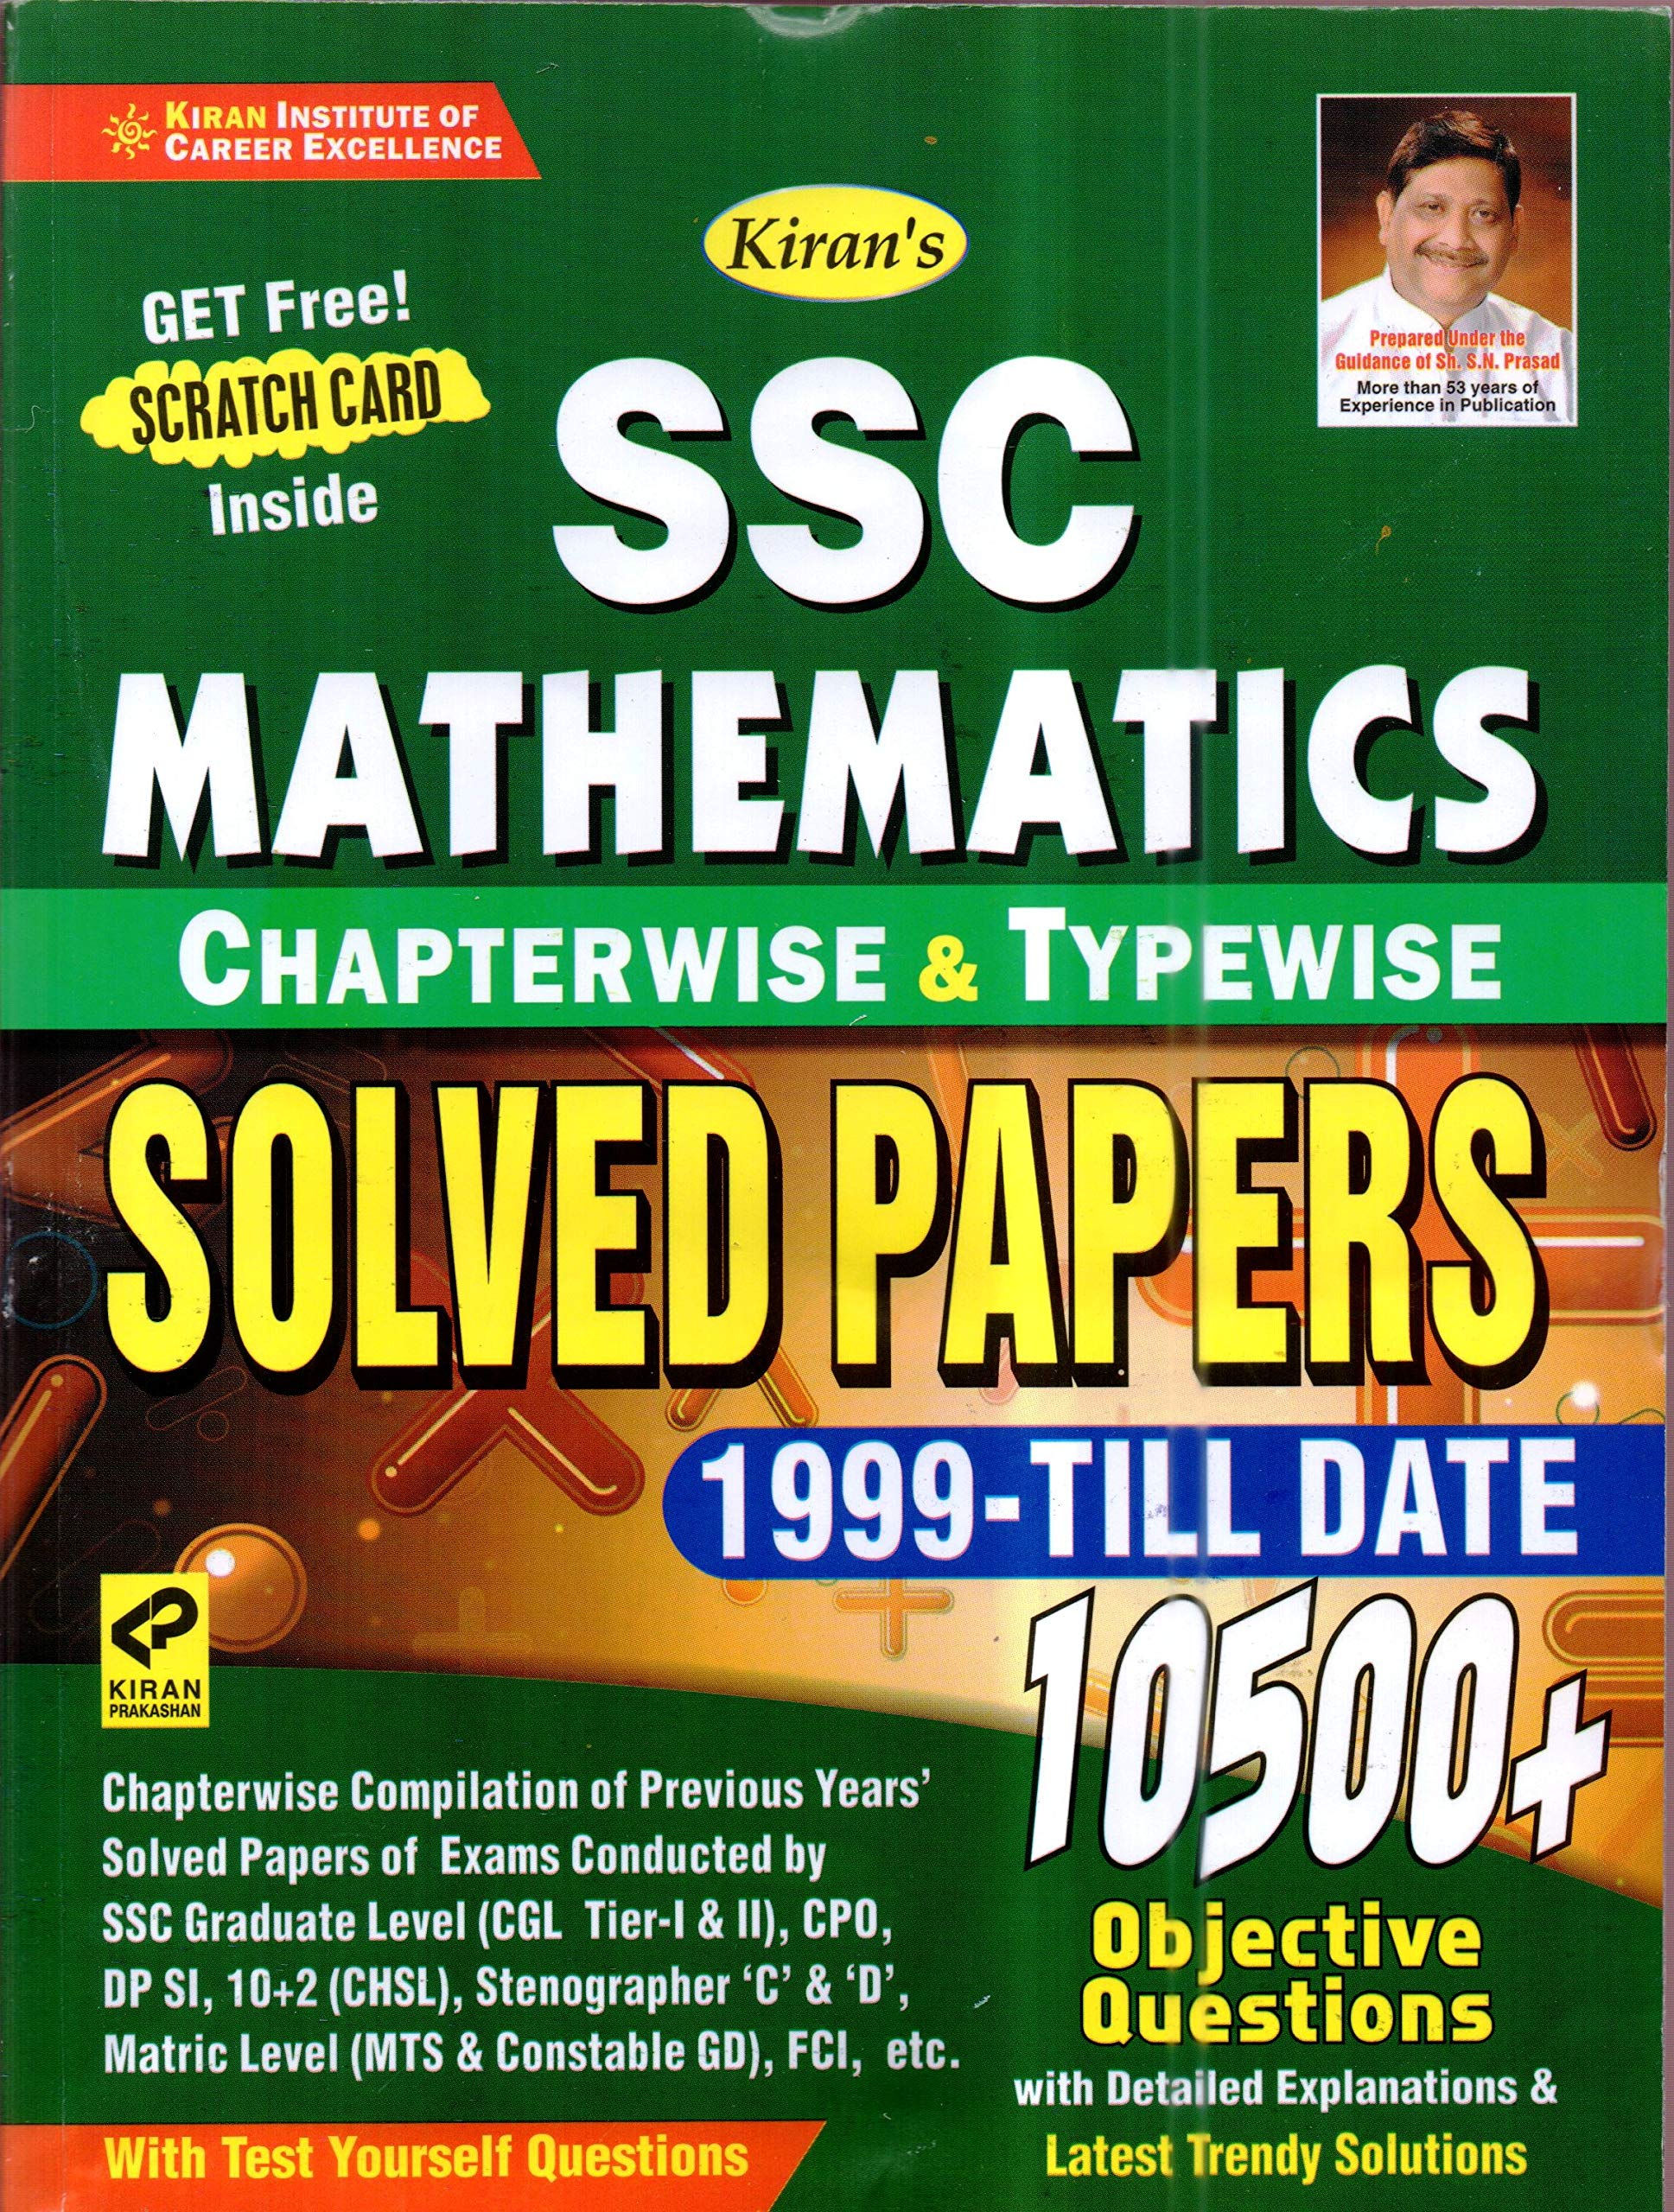 KIRAN INSTITUTE OF
CAREER EXCELLENCE
Kiran's
GET Free!
SCRATCH CARD
Inside
Prepared Under the
Guidance of Sh. S.N. Prasad
More than 53 years of
Experience in Publication
SSC
MATHEMATICS
CHAPTERWISE & TYPEWISE
SOLVED PAPERS
1999-TILL DATE
KIRAN
PRAKASHAN
10500+
Objective
Questions
with Detailed Explanations &
Latest Trendy Solutions
Chapterwise Compilation of Previous Years’
Solved Papers of Exams Conducted by
SSC Graduate Level (CGL Tier-I & II), CPO,
DP SI, 10+2 (CHSL), Stenographer ‘C’ & ‘D’,
Matric Level (MTS & Constable GD), FCI, etc.
With Test Yourself Questions